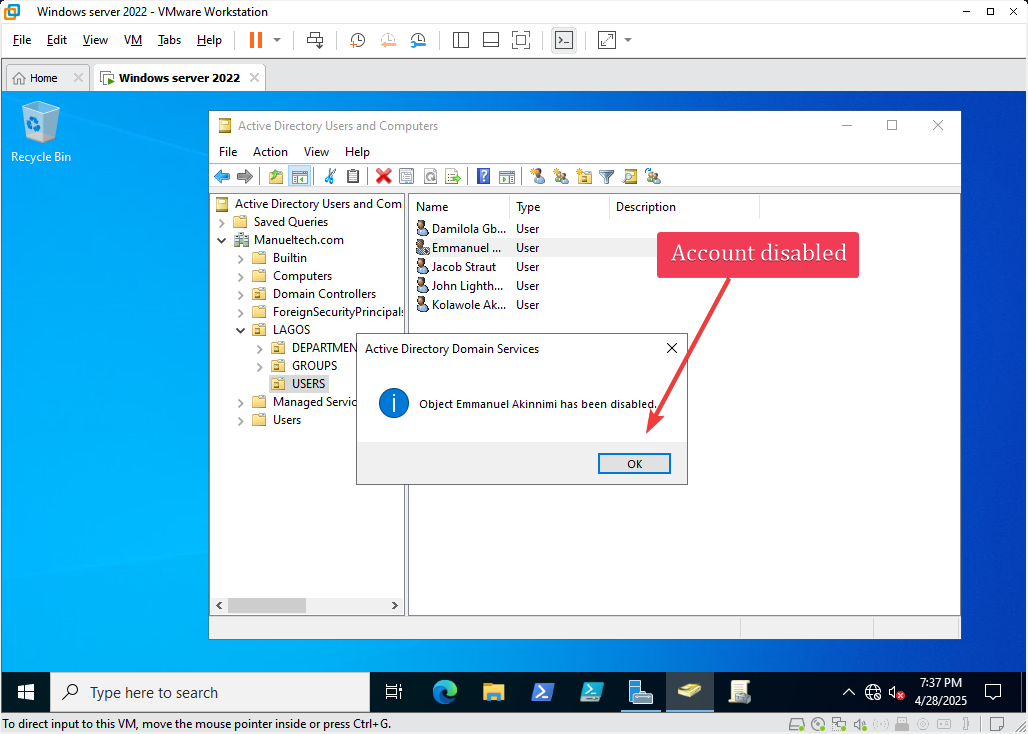 Windows server 2022 - VMware Workstation
File Edit View VM Tabs Help
Home Windows server 2022
Recycle Bin
Active Directory Users and Computers
File Action View Help
Active Directory Users and Com
Saved Queries
Manueltech.com
Builtin
Computers
Domain Controllers
ForeignSecurityPrincipals
LAGOS
DEPARTMEN
GROUPS
USERS
Managed Servic
Users
Name Type Description
Damilola Gb... User
Emmanuel ... User
Jacob Straut User
John Lighth... User
Kolawole Ak... User
Account disabled
Active Directory Domain Services
Object Emmanuel Akinnimi has been disabled.
OK
Type here to search
7:37 PM
4/28/2025
To direct input to this VM, move the mouse pointer inside or press Ctrl+G.